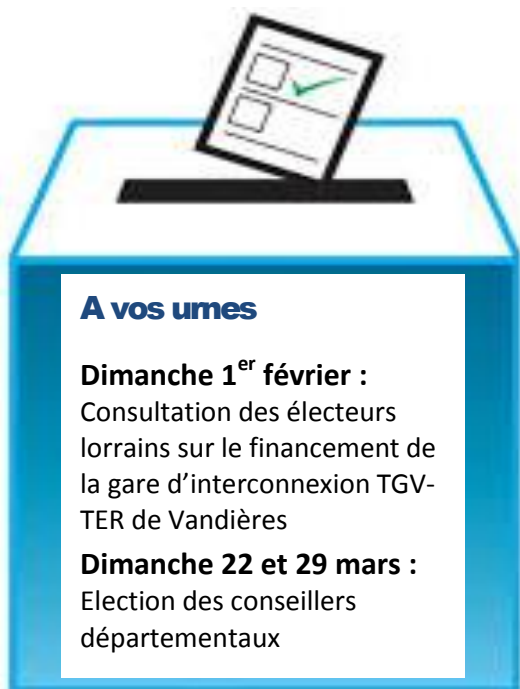 A vos urnes
Dimanche 1er février :
Consultation des électeurs
lorrains sur le financement de
la gare d'interconnexion TGV-
TER de Vandières
Dimanche 22 et 29 mars :
Election des conseillers
départementaux